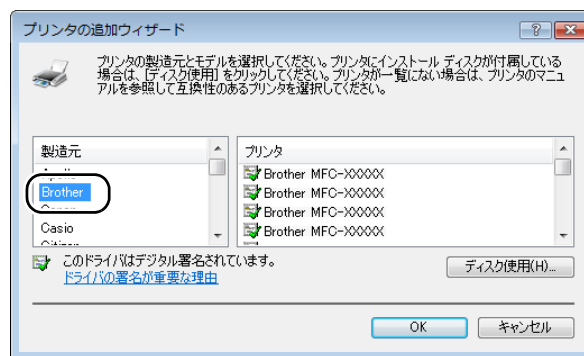 プリンタの追加ウィザード
プリンタの製造元とモデルを選択してください。プリンタにインストール ディスクが付属している
場合は、[ディスク使用] をクリックしてください。プリンタが一覧にない場合は、プリンタのマニュ
アルを参照して互換性のあるプリンタを選択してください。
製造元
Brother
Casio
プリンタ
Brother MFC-XXXXX
Brother MFC-XXXXX
Brother MFC-XXXXX
Brother MFC-XXXXX
このドライバはデジタル署名されています。
ドライバの署名が重要な理由
ディスク使用(H)...
OK
キャンセル